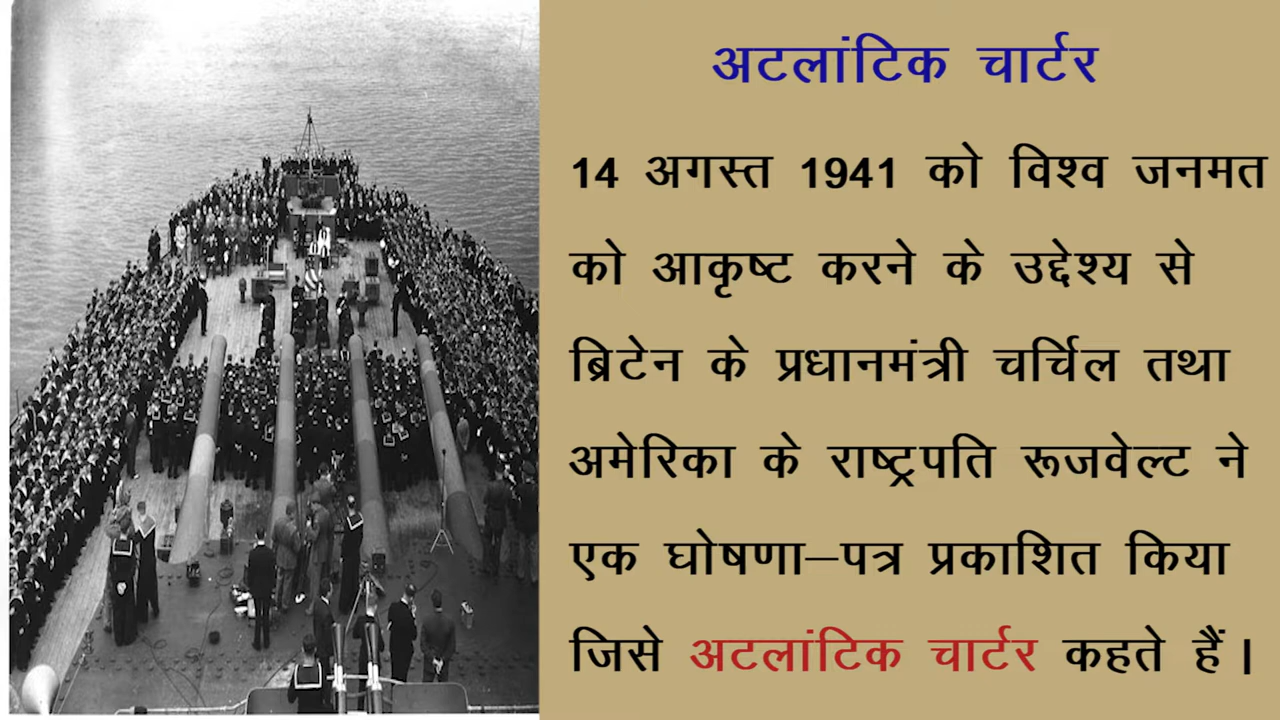 अटलांटिक चार्टर
14 अगस्त 1941 को विश्व जनमत
को आकृष्ट करने के उद्देश्य से
ब्रिटेन के प्रधानमंत्री चर्चिल तथा
अमेरिका के राष्ट्रपति रूजवेल्ट ने
एक घोषणा–पत्र प्रकाशित किया
जिसे अटलांटिक चार्टर कहते हैं।